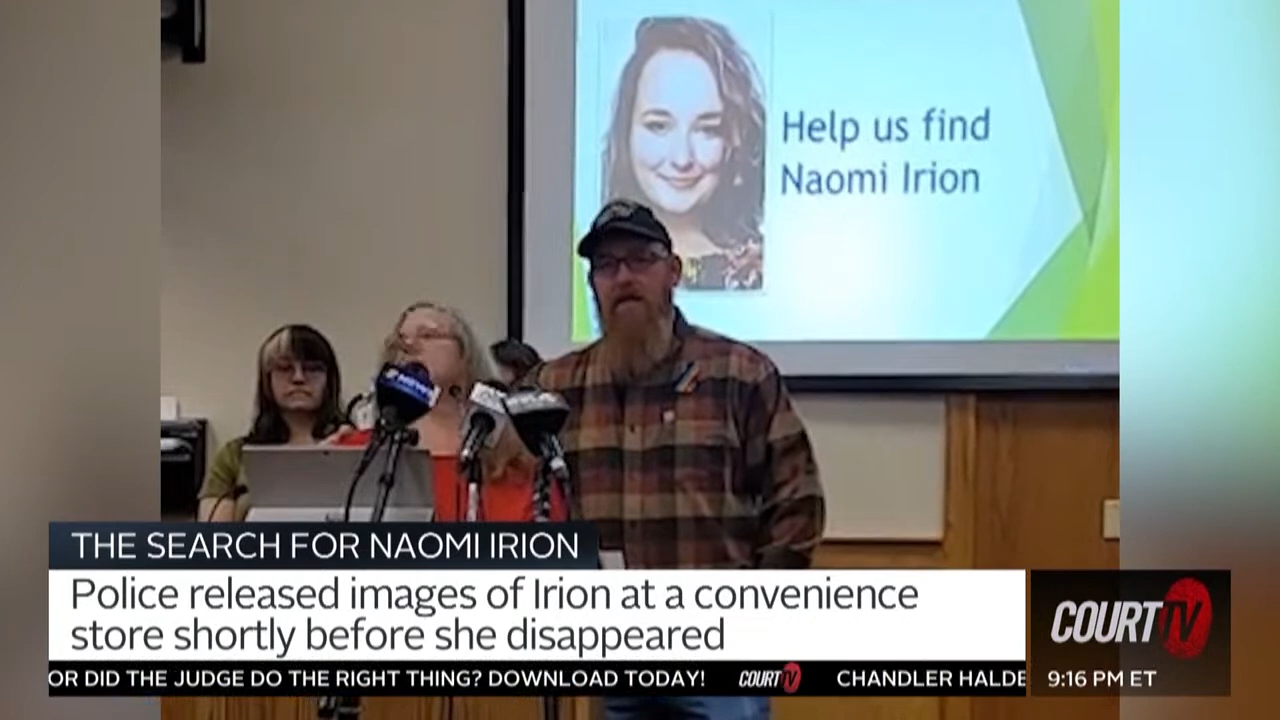 Help us find
Naomi Irion
NEWS
THE SEARCH FOR NAOMI IRION
Police released images of Irion at a convenience
store shortly before she disappeared
COURT TV
OR DID THE JUDGE DO THE RIGHT THING? DOWNLOAD TODAY! COURT TV CHANDLER HALDE
9:16 PM ET